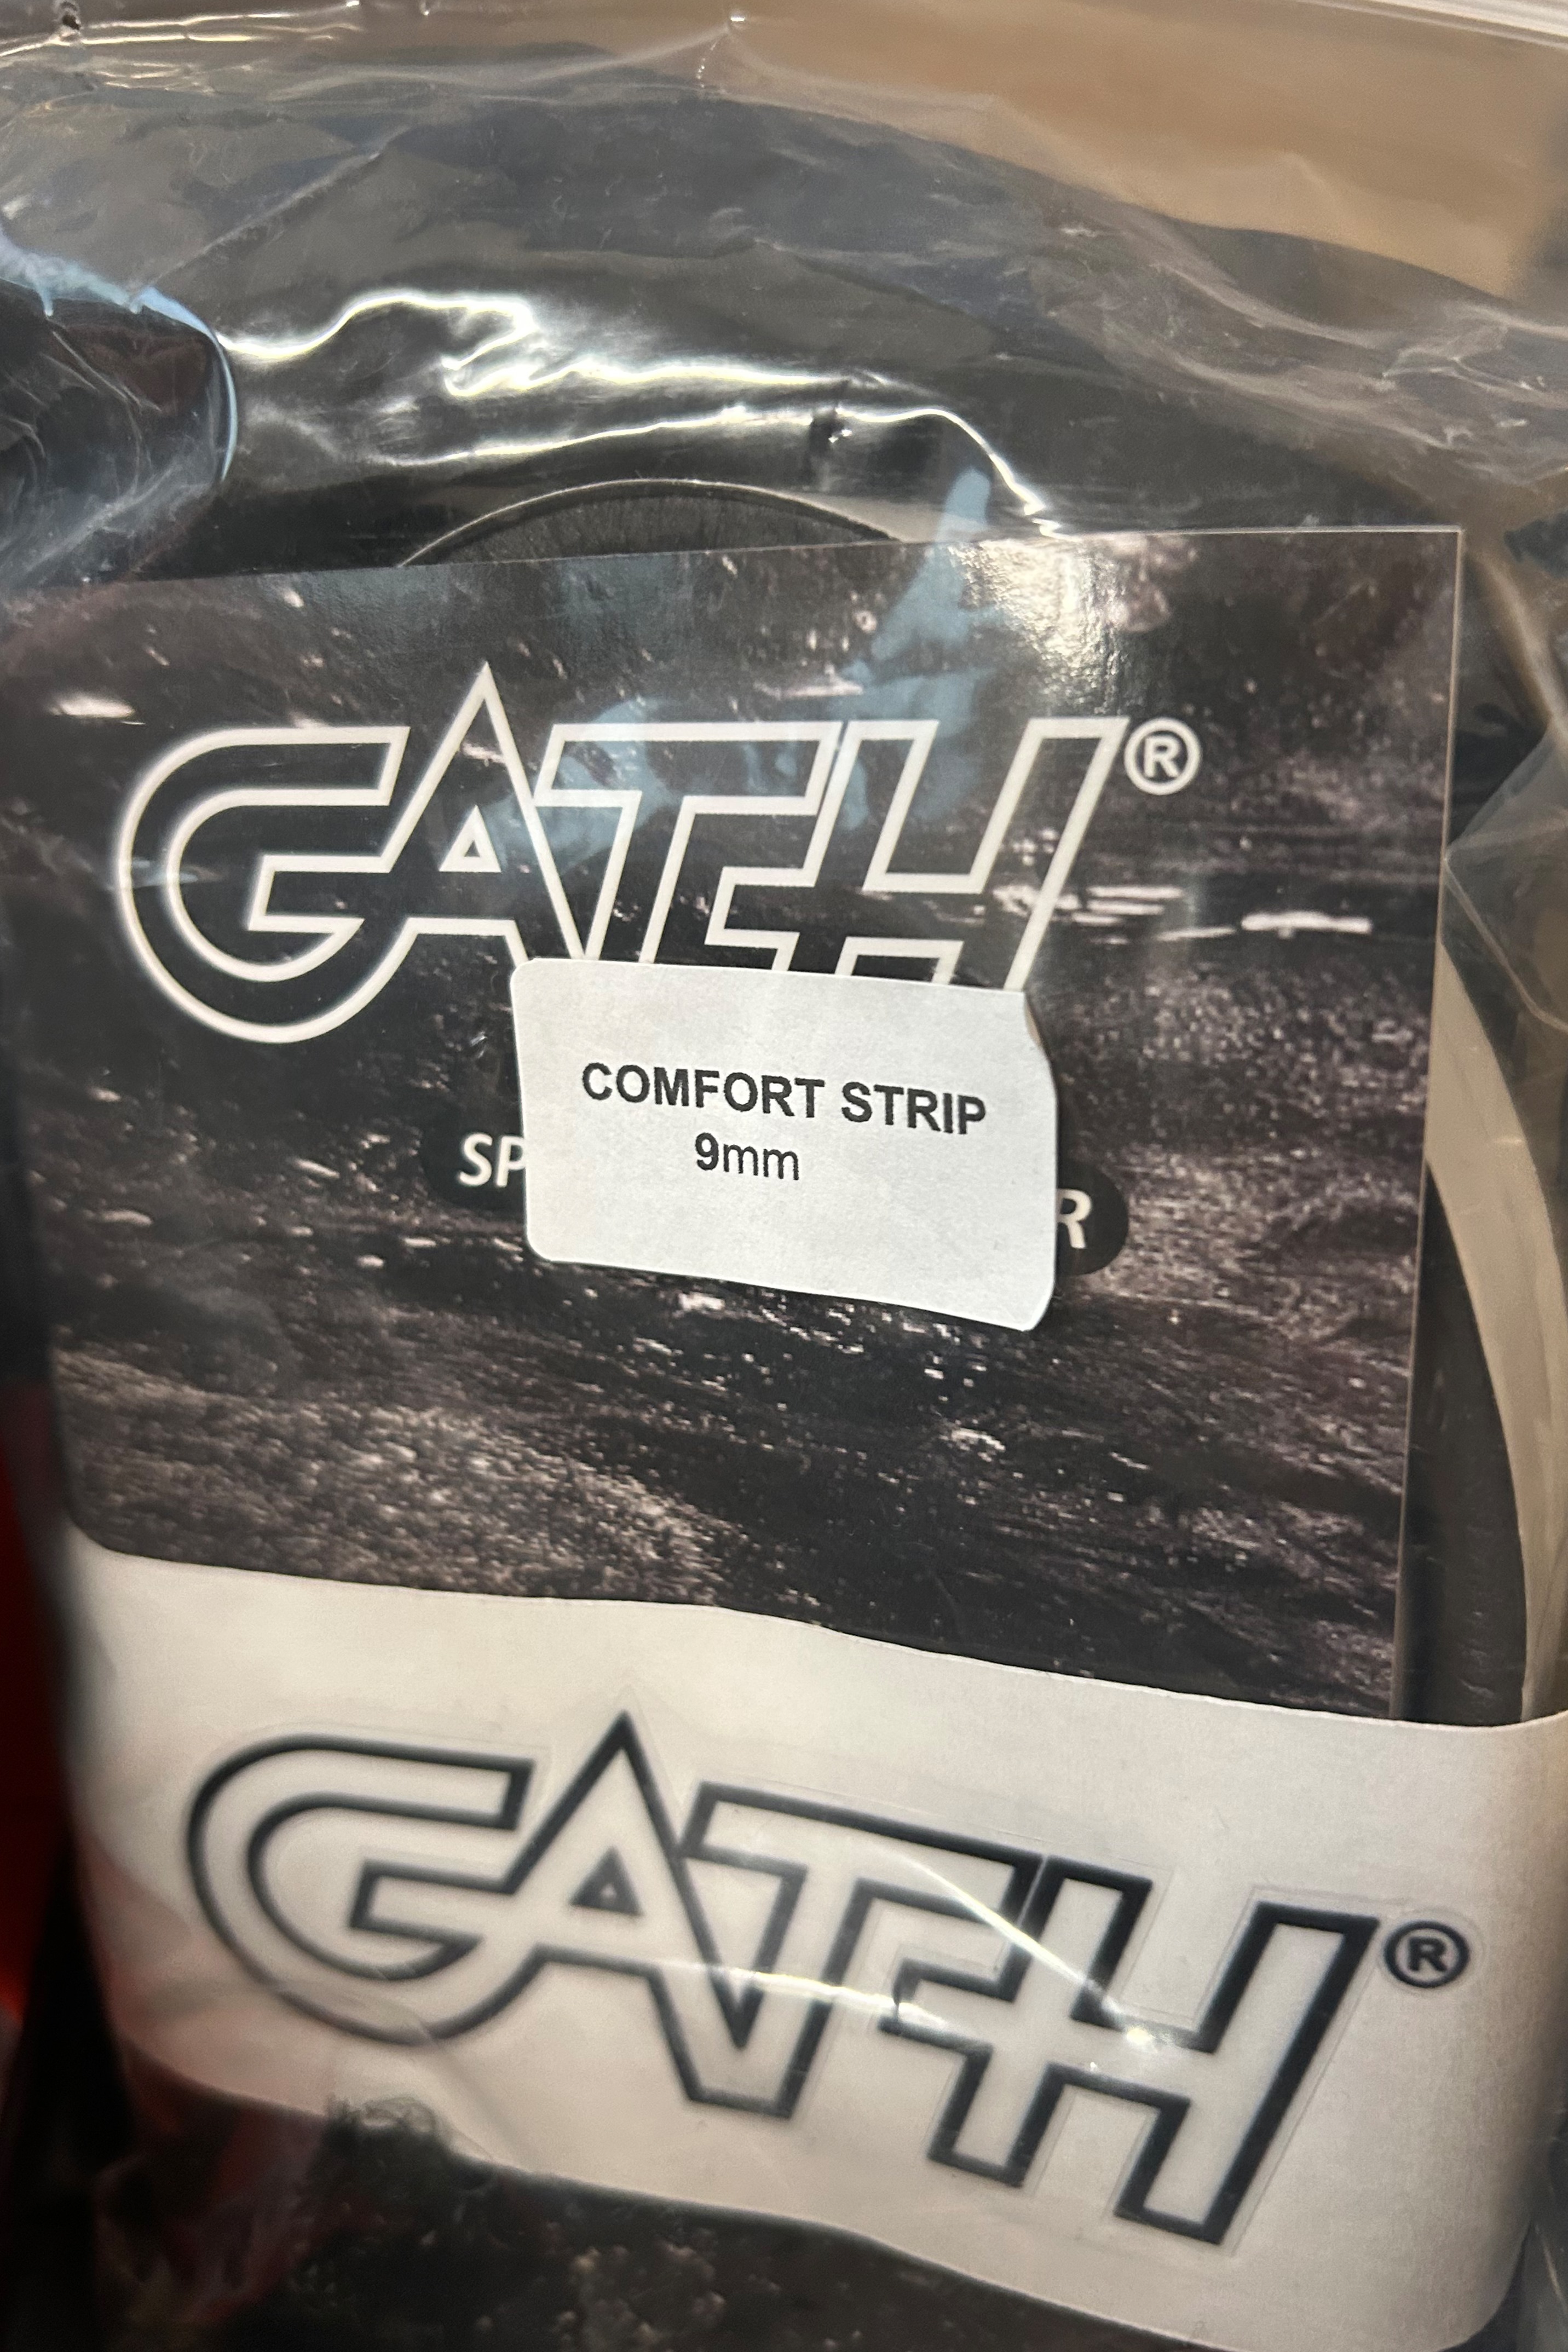 GATH®
COMFORT STRIP
9mm
SP R
GATH®